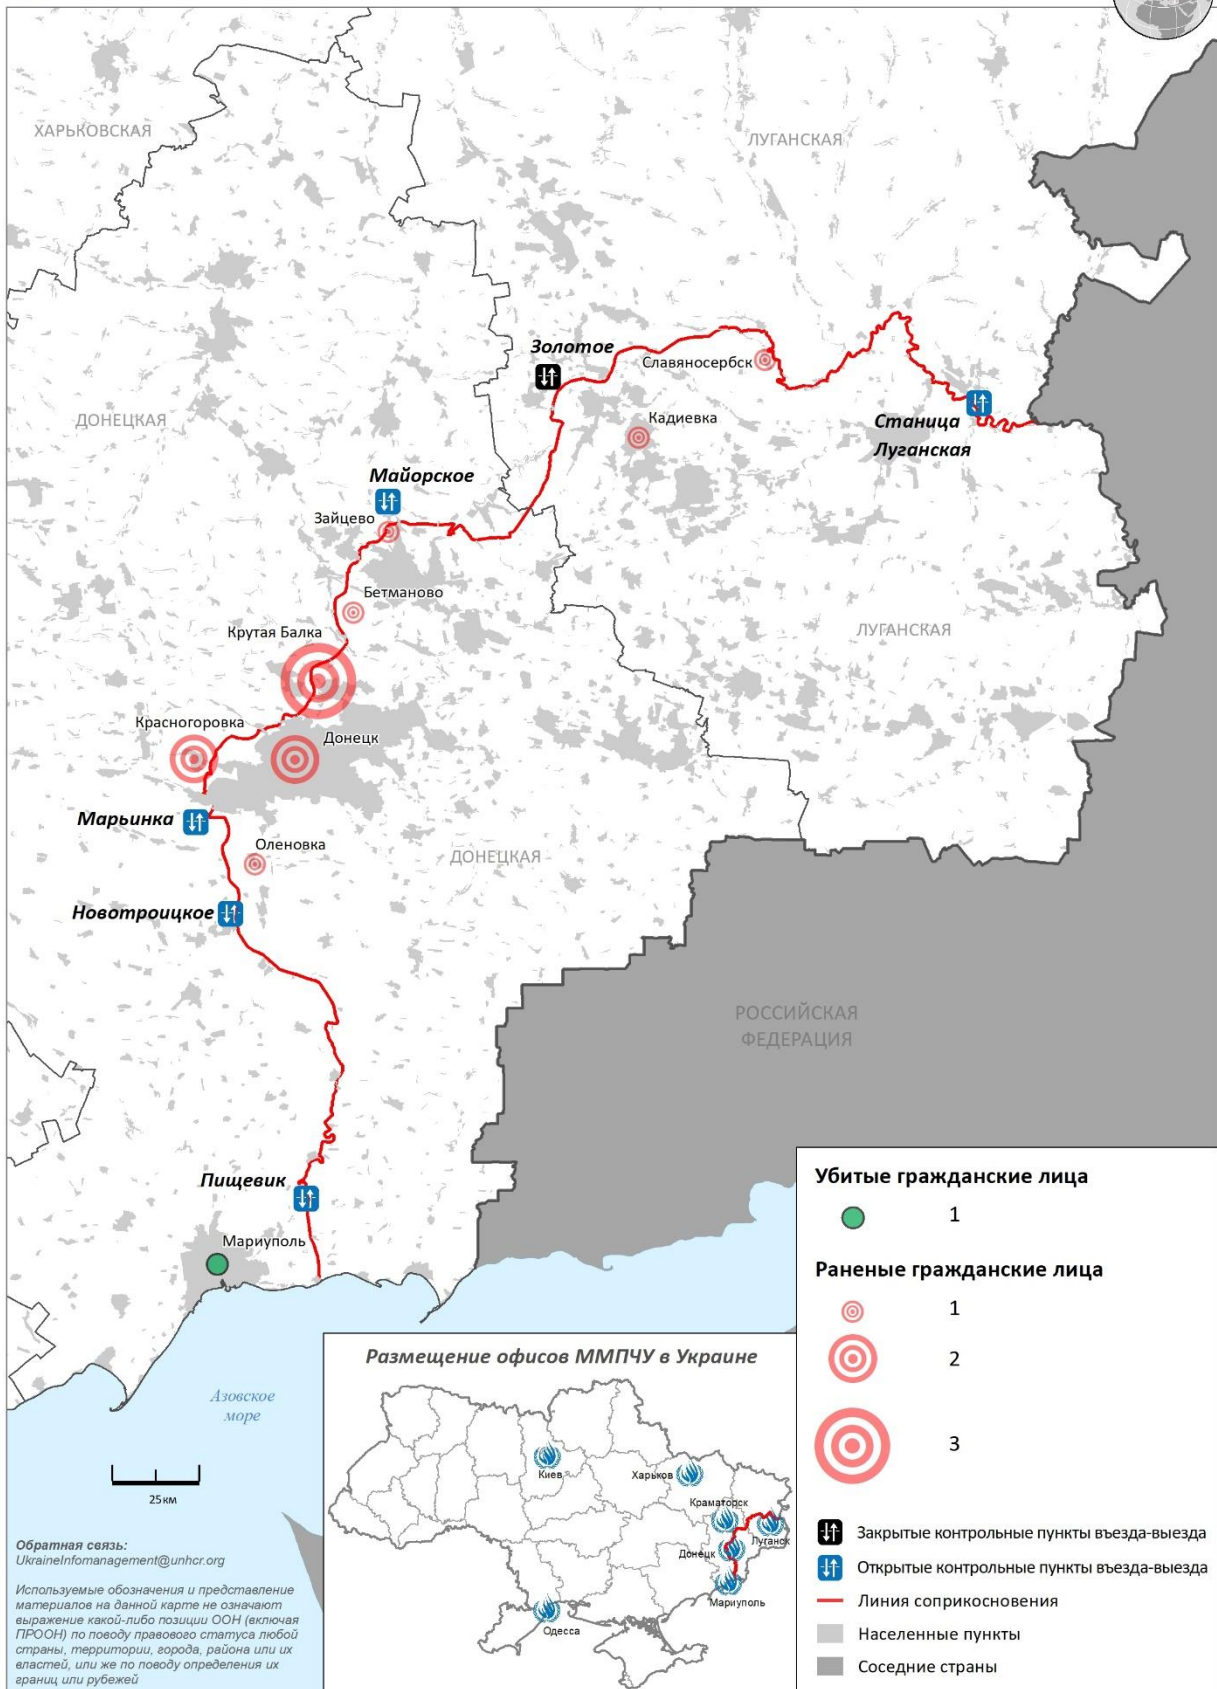 ХАРЬКОВСКАЯ
ЛУГАНСКАЯ
Золотое
Славяносербск
ДОНЕЦКАЯ
Кадиевка
Станица
Луганская
Майорское
Зайцево
Бетманово
Крутая Балка
ЛУГАНСКАЯ
Красногоровка
Донецк
Марьинка
Оленовка
ДОНЕЦКАЯ
Новотроицкое
РОССИЙСКАЯ
ФЕДЕРАЦИЯ
Пищевик
Мариуполь
Азовское
море
25км
Обратная связь:
UkraineInfomanagement@unhcr.org
Используемые обозначения и представление
материалов на данной карте не означают
выражение какой-либо позиции ООН (включая
ПРООН) по поводу правового статуса любой
страны, территории, города, района или их
властей, или же по поводу определения их
границ или рубежей
Размещение офисов ММПЧУ в Украине
Киев
Харьков
Краматорск
Луганск
Донецк
Мариуполь
Одесса
Убитые гражданские лица
1
Раненые гражданские лица
1
2
3
Закрытые контрольные пункты въезда-выезда
Открытые контрольные пункты въезда-выезда
Линия соприкосновения
Населенные пункты
Соседние страны